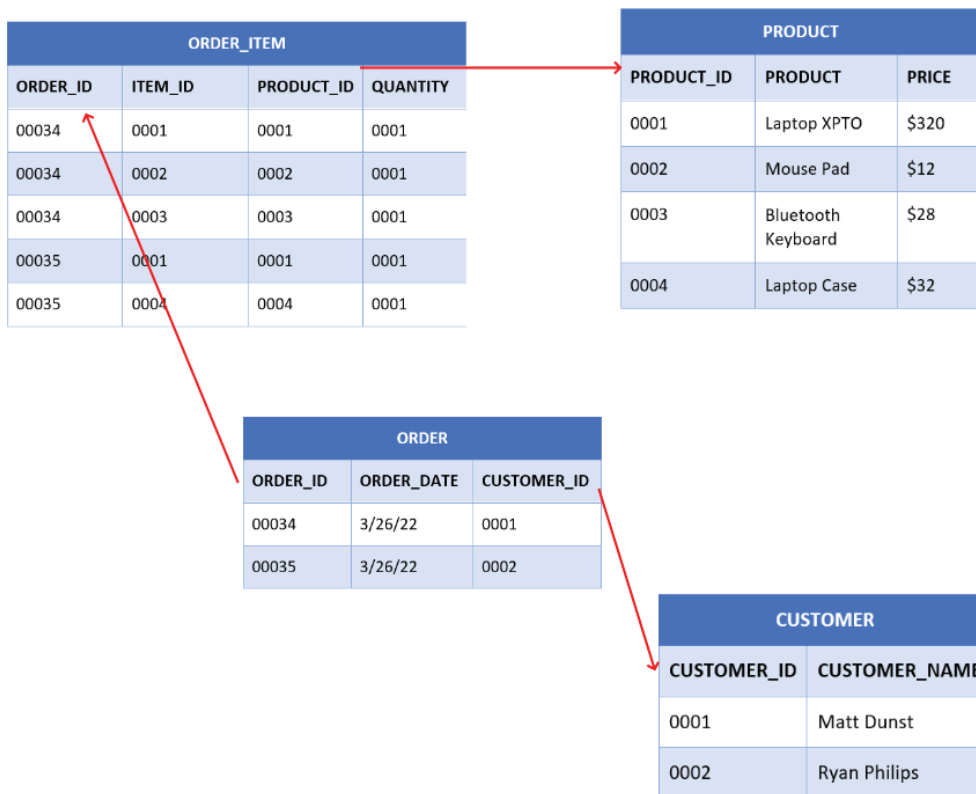 ORDER_ITEM
ORDER_ID ITEM_ID PRODUCT_ID QUANTITY
00034 0001 0001 0001
00034 0002 0002 0001
00034 0003 0003 0001
00035 0001 0001 0001
00035 0004 0004 0001
PRODUCT
PRODUCT_ID PRODUCT PRICE
0001 Laptop XPTO $320
0002 Mouse Pad $12
0003 Bluetooth $28
Keyboard
0004 Laptop Case $32
ORDER
ORDER_ID ORDER_DATE CUSTOMER_ID
00034 3/26/22 0001
00035 3/26/22 0002
CUSTOMER
CUSTOMER_ID CUSTOMER_NAME
0001 Matt Dunst
0002 Ryan Philips